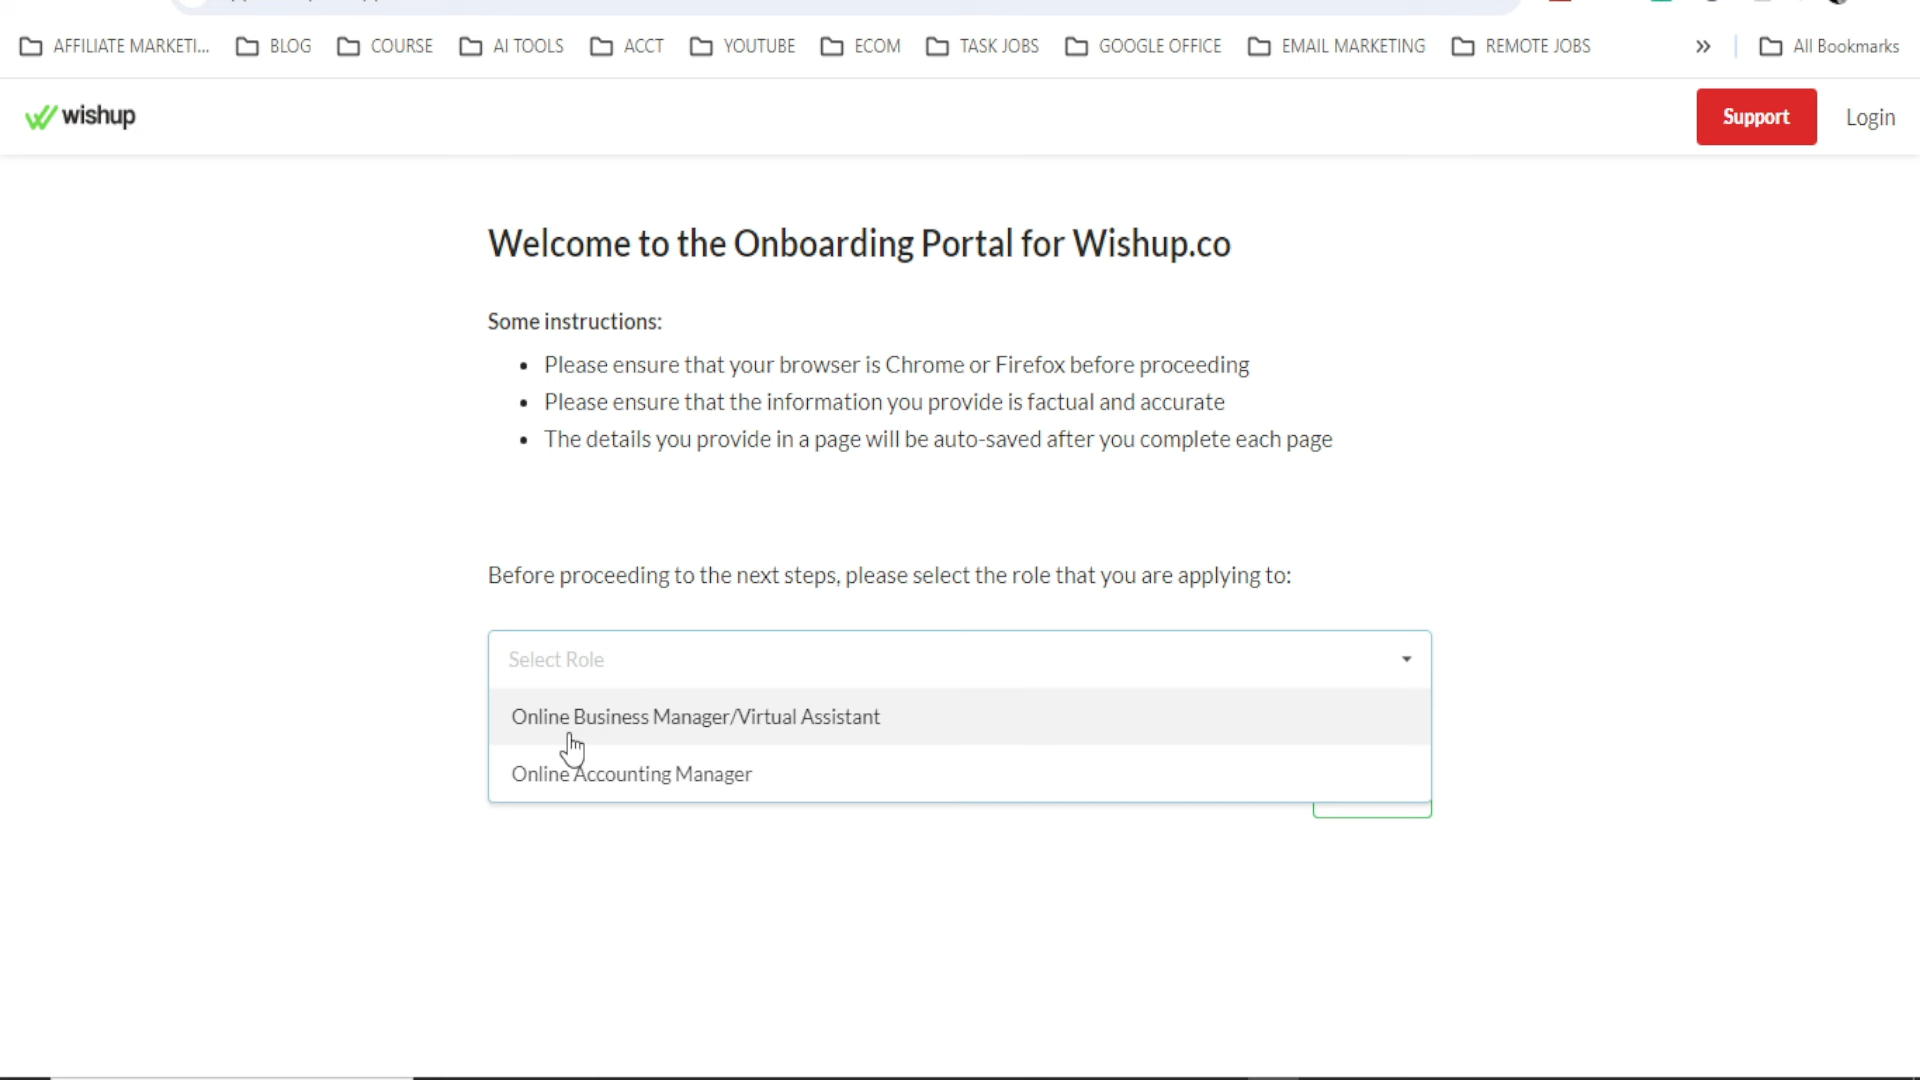 AFFILIATE MARKETI... BLOG COURSE AI TOOLS ACCT YOUTUBE ECOM TASK JOBS GOOGLE OFFICE EMAIL MARKETING REMOTE JOBS » All Bookmarks
wishup Support Login
Welcome to the Onboarding Portal for Wishup.co
Some instructions:
• Please ensure that your browser is Chrome or Firefox before proceeding
• Please ensure that the information you provide is factual and accurate
• The details you provide in a page will be auto-saved after you complete each page
Before proceeding to the next steps, please select the role that you are applying to:
Select Role
Online Business Manager/Virtual Assistant
Online Accounting Manager